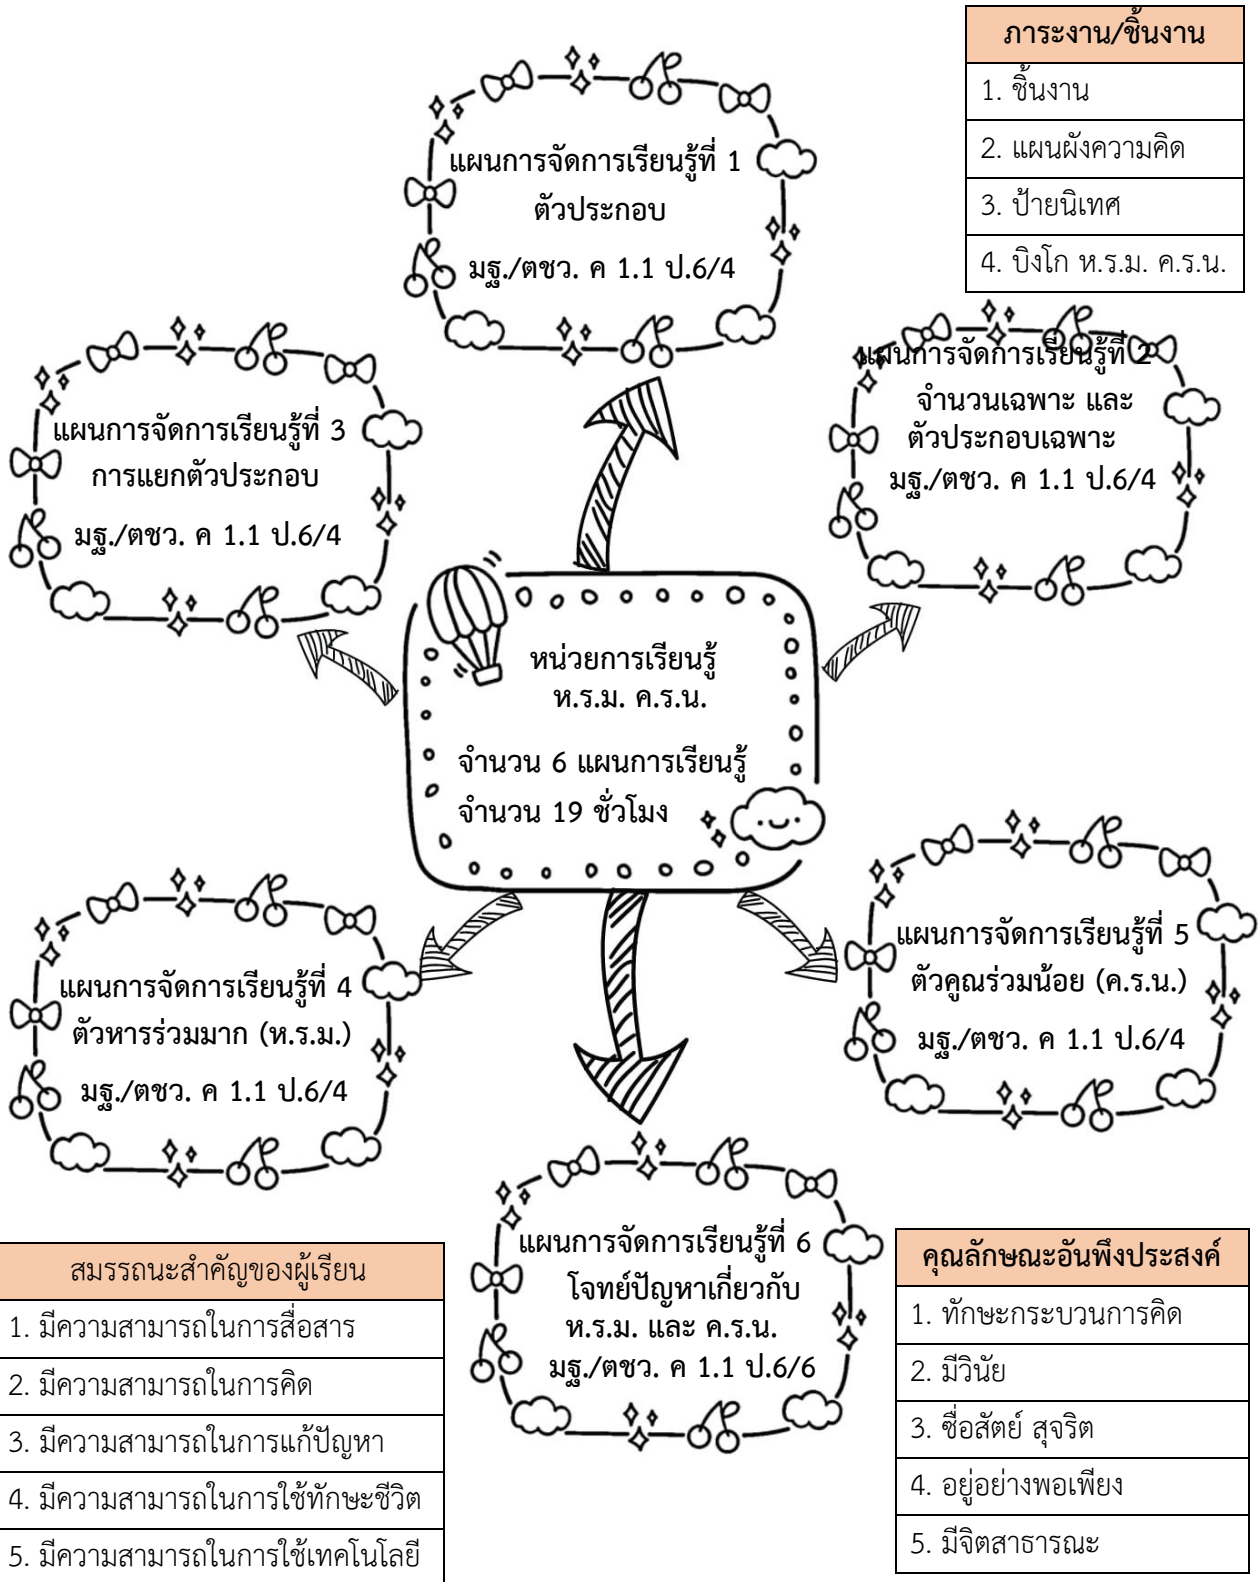 ภาระงาน/ชิ้นงาน
1. ชิ้นงาน
2. แผนผังความคิด
3. ป้ายนิเทศ
4. บิงโก ห.ร.ม. ค.ร.น.
แผนการจัดการเรียนรู้ที่ 1
ตัวประกอบ
มฐ./ตชว. ค 1.1 ป.6/4
แผนการจัดการเรียนรู้ที่ 2
จำนวนเฉพาะ และ
ตัวประกอบเฉพาะ
มฐ./ตชว. ค 1.1 ป.6/4
แผนการจัดการเรียนรู้ที่ 3
การแยกตัวประกอบ
มฐ./ตชว. ค 1.1 ป.6/4
หน่วยการเรียนรู้
ห.ร.ม. ค.ร.น.
จำนวน 6 แผนการเรียนรู้
จำนวน 19 ชั่วโมง
แผนการจัดการเรียนรู้ที่ 4
ตัวหารร่วมมาก (ห.ร.ม.)
มฐ./ตชว. ค 1.1 ป.6/4
แผนการจัดการเรียนรู้ที่ 5
ตัวคูณร่วมน้อย (ค.ร.น.)
มฐ./ตชว. ค 1.1 ป.6/4
แผนการจัดการเรียนรู้ที่ 6
โจทย์ปัญหาเกี่ยวกับ
ห.ร.ม. และ ค.ร.น.
มฐ./ตชว. ค 1.1 ป.6/6
สมรรถนะสำคัญของผู้เรียน
1. มีความสามารถในการสื่อสาร
2. มีความสามารถในการคิด
3. มีความสามารถในการแก้ปัญหา
4. มีความสามารถในการใช้ทักษะชีวิต
5. มีความสามารถในการใช้เทคโนโลยี
คุณลักษณะอันพึงประสงค์
1. ทักษะกระบวนการคิด
2. มีวินัย
3. ซื่อสัตย์ สุจริต
4. อยู่อย่างพอเพียง
5. มีจิตสาธารณะ